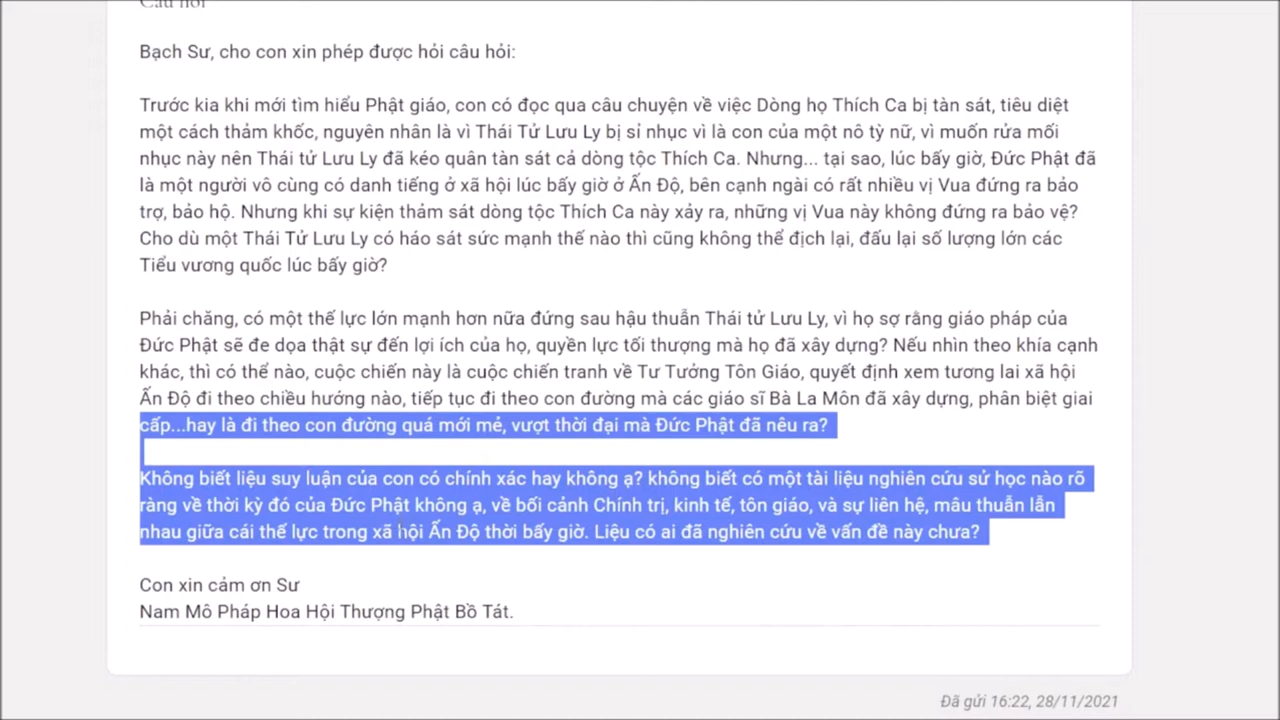 Câu hỏi
Bạch Sư, cho con xin phép được hỏi câu hỏi:
Trước kia khi mới tìm hiểu Phật giáo, con có đọc qua câu chuyện về việc Dòng họ Thích Ca bị tàn sát, tiêu diệt
một cách thảm khốc, nguyên nhân là vì Thái Tử Lưu Ly bị sỉ nhục vì là con của một nô tỳ nữ, vì muốn rửa mối
nhục này nên Thái tử Lưu Ly đã kéo quân tàn sát cả dòng tộc Thích Ca. Nhưng... tại sao, lúc bấy giờ, Đức Phật đã
là một người vô cùng có danh tiếng ở xã hội lúc bấy giờ ở Ấn Độ, bên cạnh ngài có rất nhiều vị Vua đứng ra bảo
trợ, bảo hộ. Nhưng khi sự kiện thảm sát dòng tộc Thích Ca này xảy ra, những vị Vua này không đứng ra bảo vệ?
Cho dù một Thái Tử Lưu Ly có háo sát sức mạnh thế nào thì cũng không thể địch lại, đấu lại số lượng lớn các
Tiểu vương quốc lúc bấy giờ?
Phải chăng, có một thế lực lớn mạnh hơn nữa đứng sau hậu thuẫn Thái tử Lưu Ly, vì họ sợ rằng giáo pháp của
Đức Phật sẽ đe dọa thật sự đến lợi ích của họ, quyền lực tối thượng mà họ đã xây dựng? Nếu nhìn theo khía cạnh
khác, thì có thể nào, cuộc chiến này là cuộc chiến tranh về Tư Tưởng Tôn Giáo, quyết định xem tương lai xã hội
Ấn Độ đi theo chiều hướng nào, tiếp tục đi theo con đường mà các giáo sĩ Bà La Môn đã xây dựng, phân biệt giai
cấp...hay là đi theo con đường quá mới mẻ, vượt thời đại mà Đức Phật đã nêu ra?
Không biết liệu suy luận của con có chính xác hay không ạ? không biết có một tài liệu nghiên cứu sử học nào rõ
ràng về thời kỳ đó của Đức Phật không ạ, về bối cảnh Chính trị, kinh tế, tôn giáo, và sự liên hệ, mâu thuẫn lẫn
nhau giữa cái thế lực trong xã hội Ấn Độ thời bấy giờ. Liệu có ai đã nghiên cứu về vấn đề này chưa?
Con xin cảm ơn Sư
Nam Mô Pháp Hoa Hội Thượng Phật Bồ Tát.
Đã gửi 16:22, 28/11/2021